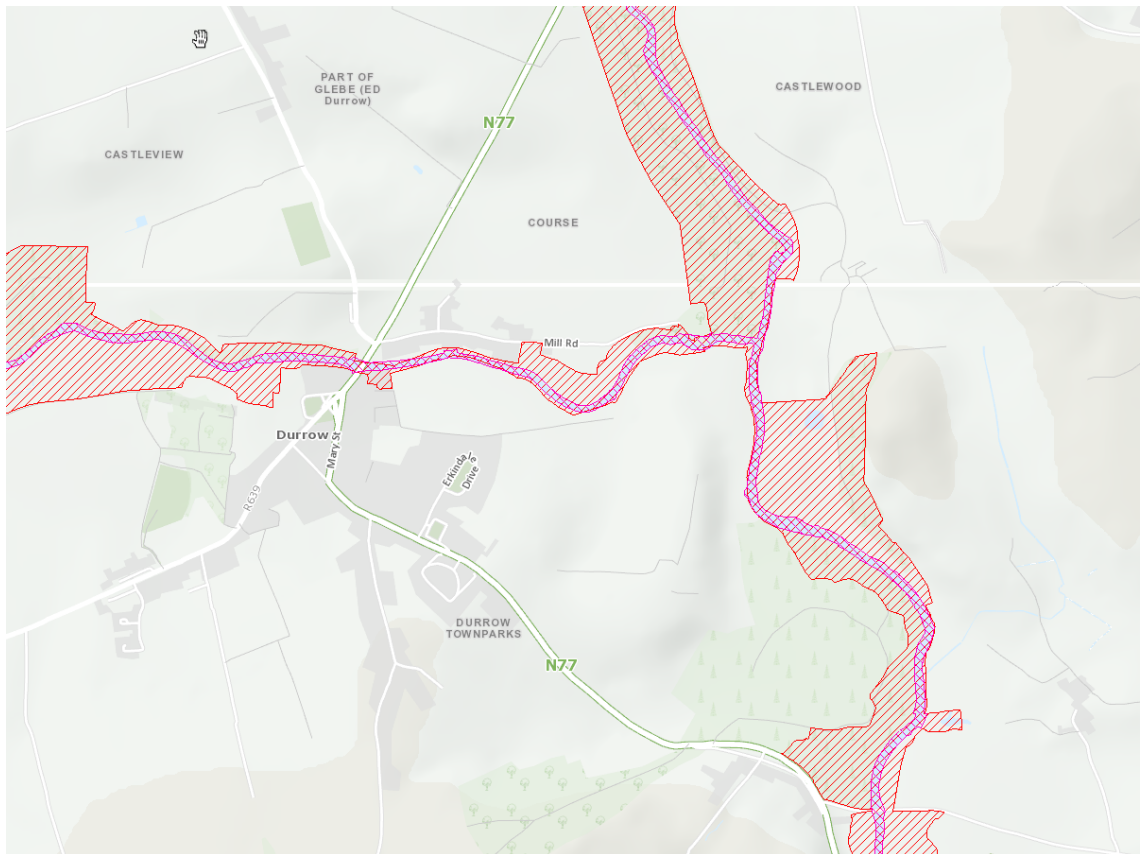 PART OF
GLEBE (ED
Durrow)
CASTLEWOOD
N77
CASTLEVIEW
COURSE
Mill Rd
Durrow
Mary St
Erkindale
Drive
R639
DURROW
TOWNPARKS
N77